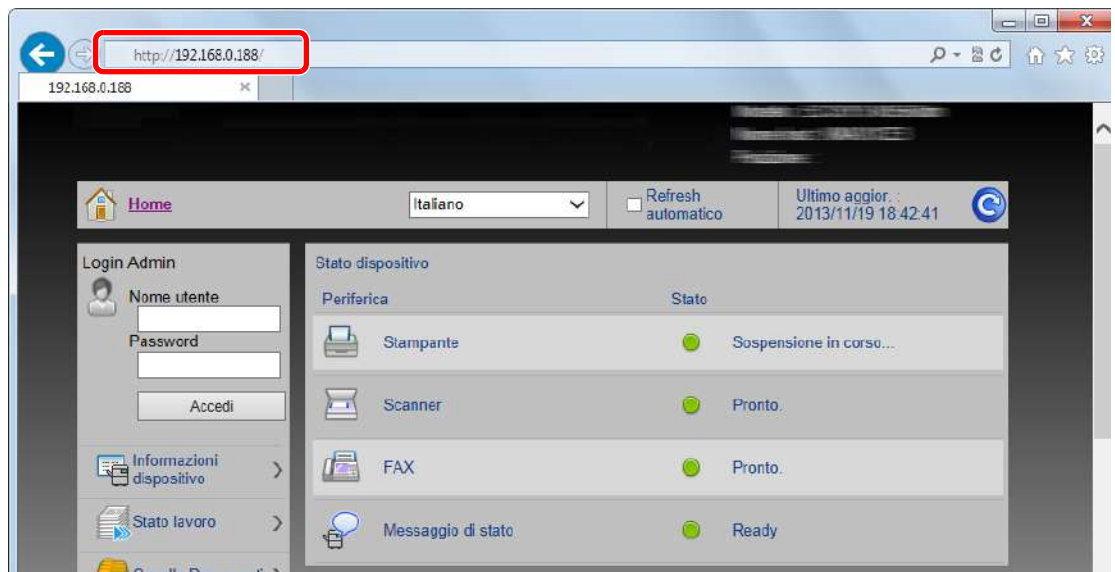 http://192.168.0.188/
192.168.0.188
Home
Italiano
Refresh automatico
Ultimo aggior. :
2013/11/19 18:42:41
Login Admin
Nome utente
Password
Accedi
Informazioni
dispositivo
Stato lavoro
Stato dispositivo
Periferica Stato
Stampante Sospensione in corso...
Scanner Pronto.
FAX Pronto.
Messaggio di stato Ready